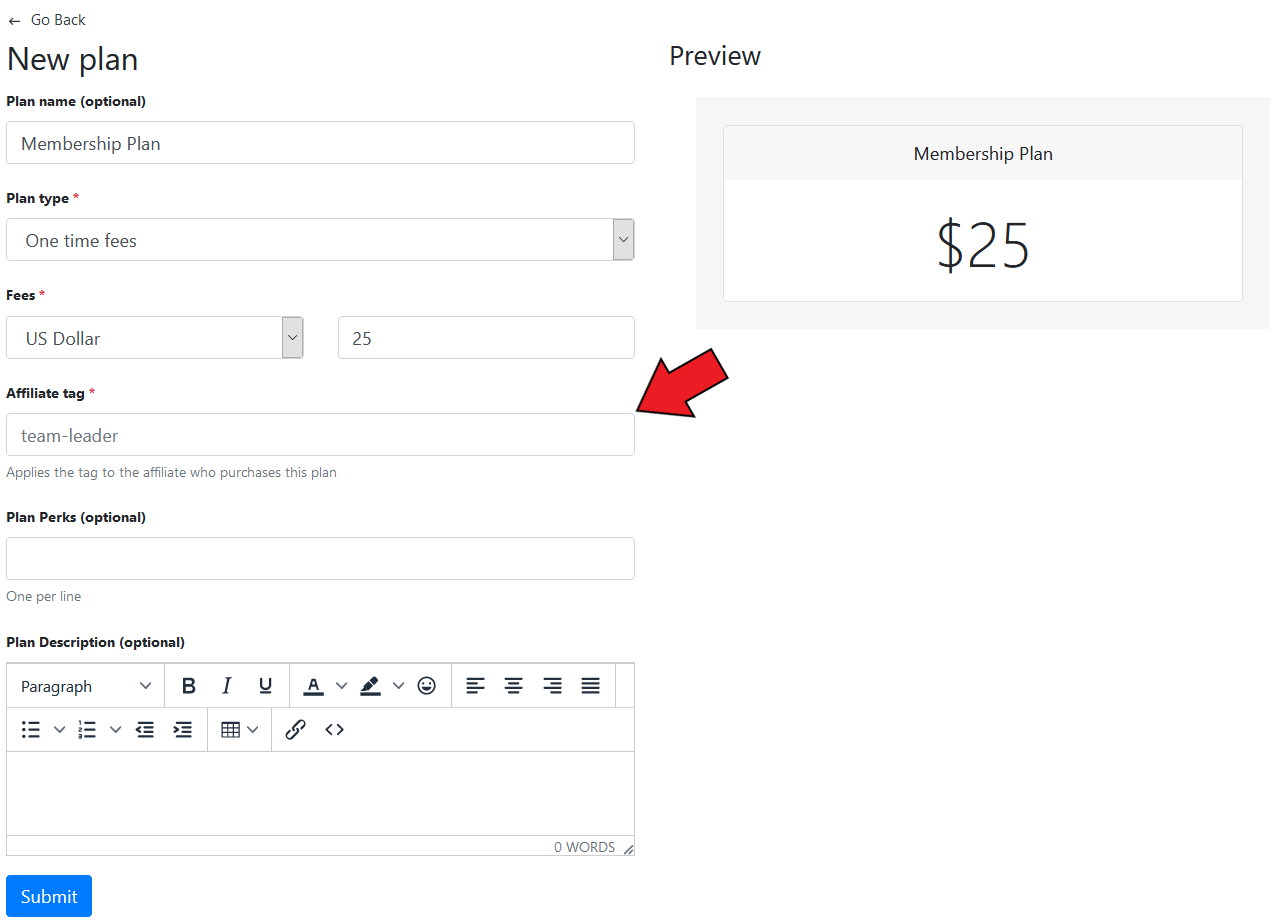 ← Go Back
New plan
Plan name (optional)
Membership Plan
Plan type *
One time fees
Fees *
US Dollar
25
Affiliate tag *
team-leader
Applies the tag to the affiliate who purchases this plan
Plan Perks (optional)
One per line
Plan Description (optional)
Paragraph
B I U A
0 WORDS
Submit
Preview
Membership Plan
$25